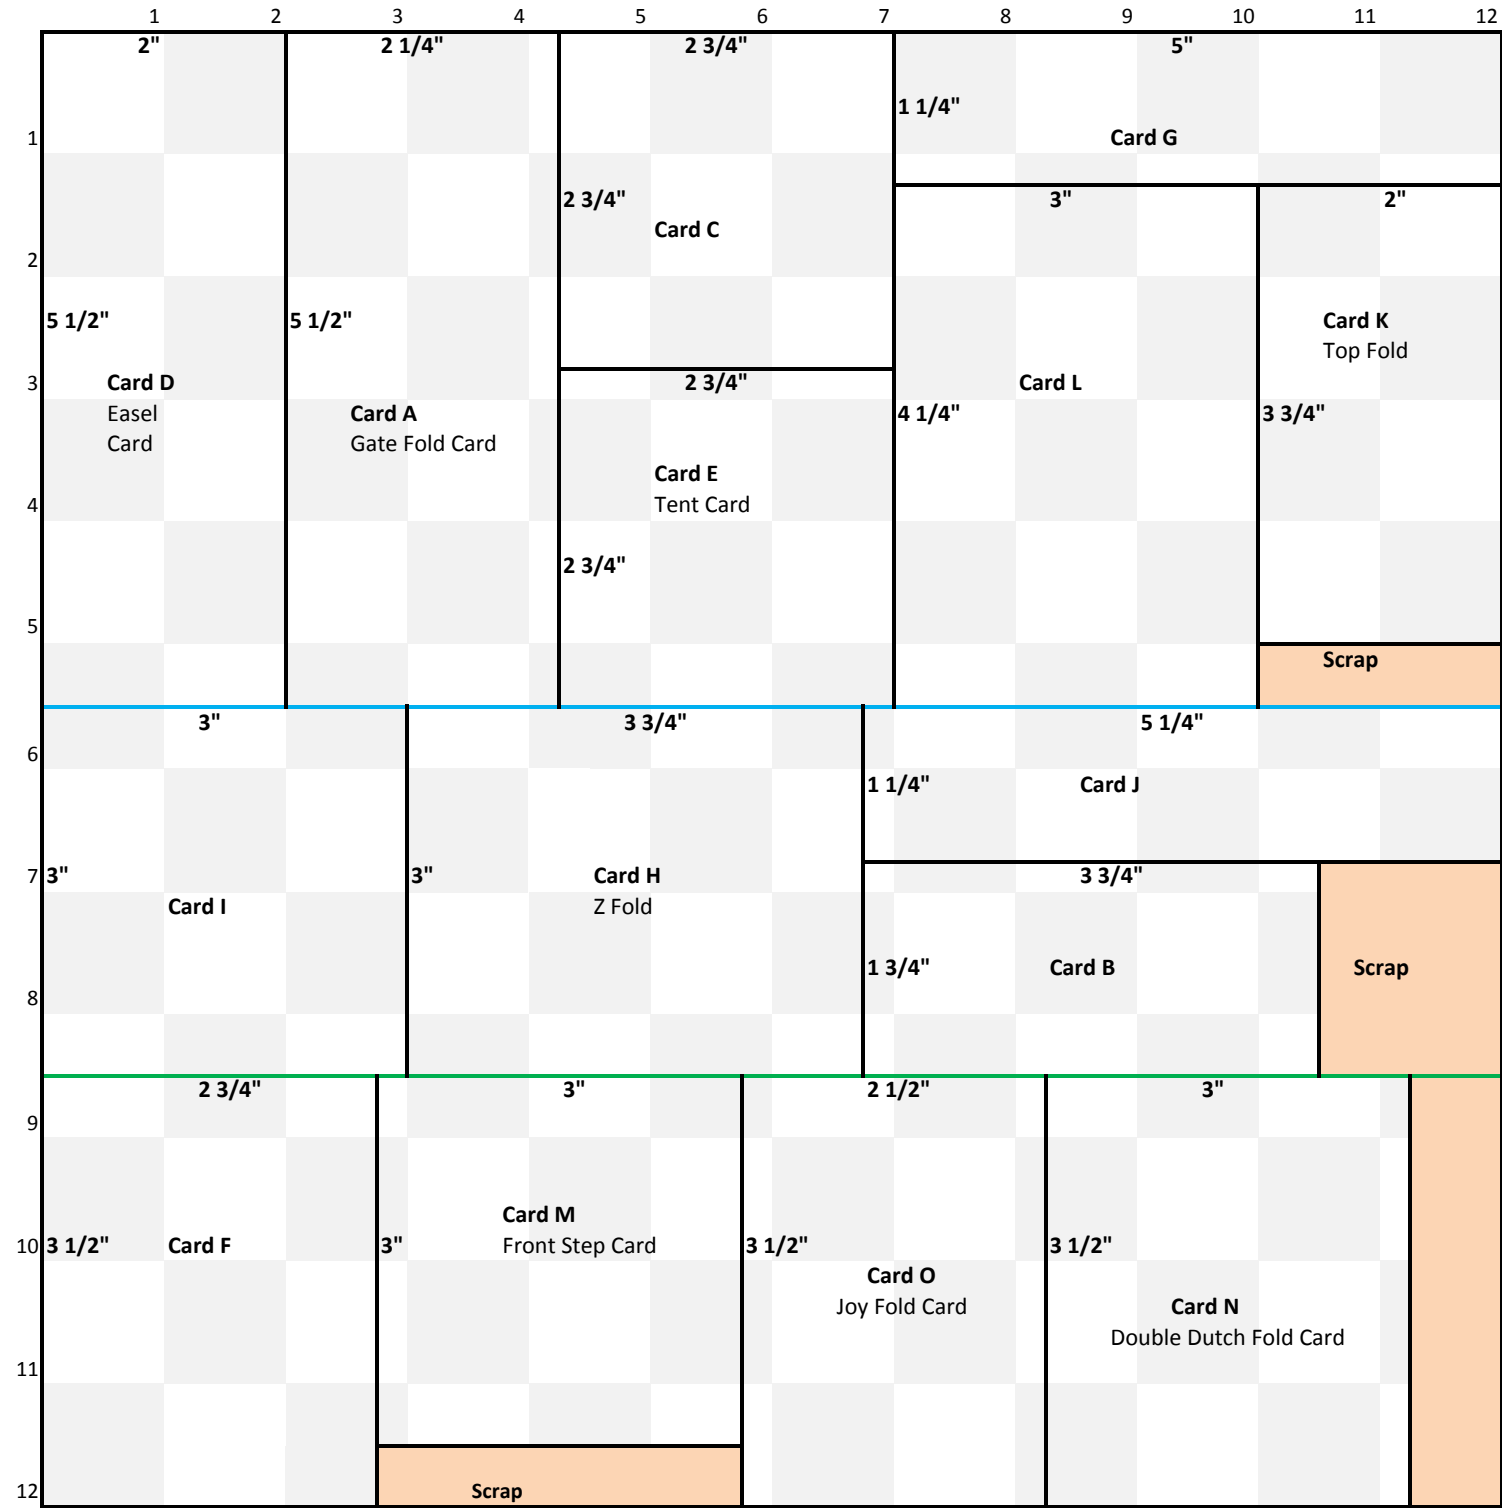 1 2 3 4 5 6 7 8 9 10 11 12
2" 2 1/4" 2 3/4" 5"
1 1/4"
1 Card G
2 3/4" 3" 2"
Card C
2
5 1/2" 5 1/2" Card K
Top Fold
3 Card D 2 3/4" Card L
Easel Card A 4 1/4" 3 3/4"
Card Gate Fold Card
Card E
4 Tent Card
2 3/4"
5
Scrap
3" 3 3/4" 5 1/4"
6
1 1/4" Card J
7 3" 3" Card H 3 3/4"
Card I Z Fold
1 3/4" Card B Scrap
8
2 3/4" 3" 2 1/2" 3"
9
Card M
10 3 1/2" Card F 3" Front Step Card 3 1/2" 3 1/2"
Card O
Joy Fold Card Card N
Double Dutch Fold Card
11
12 Scrap